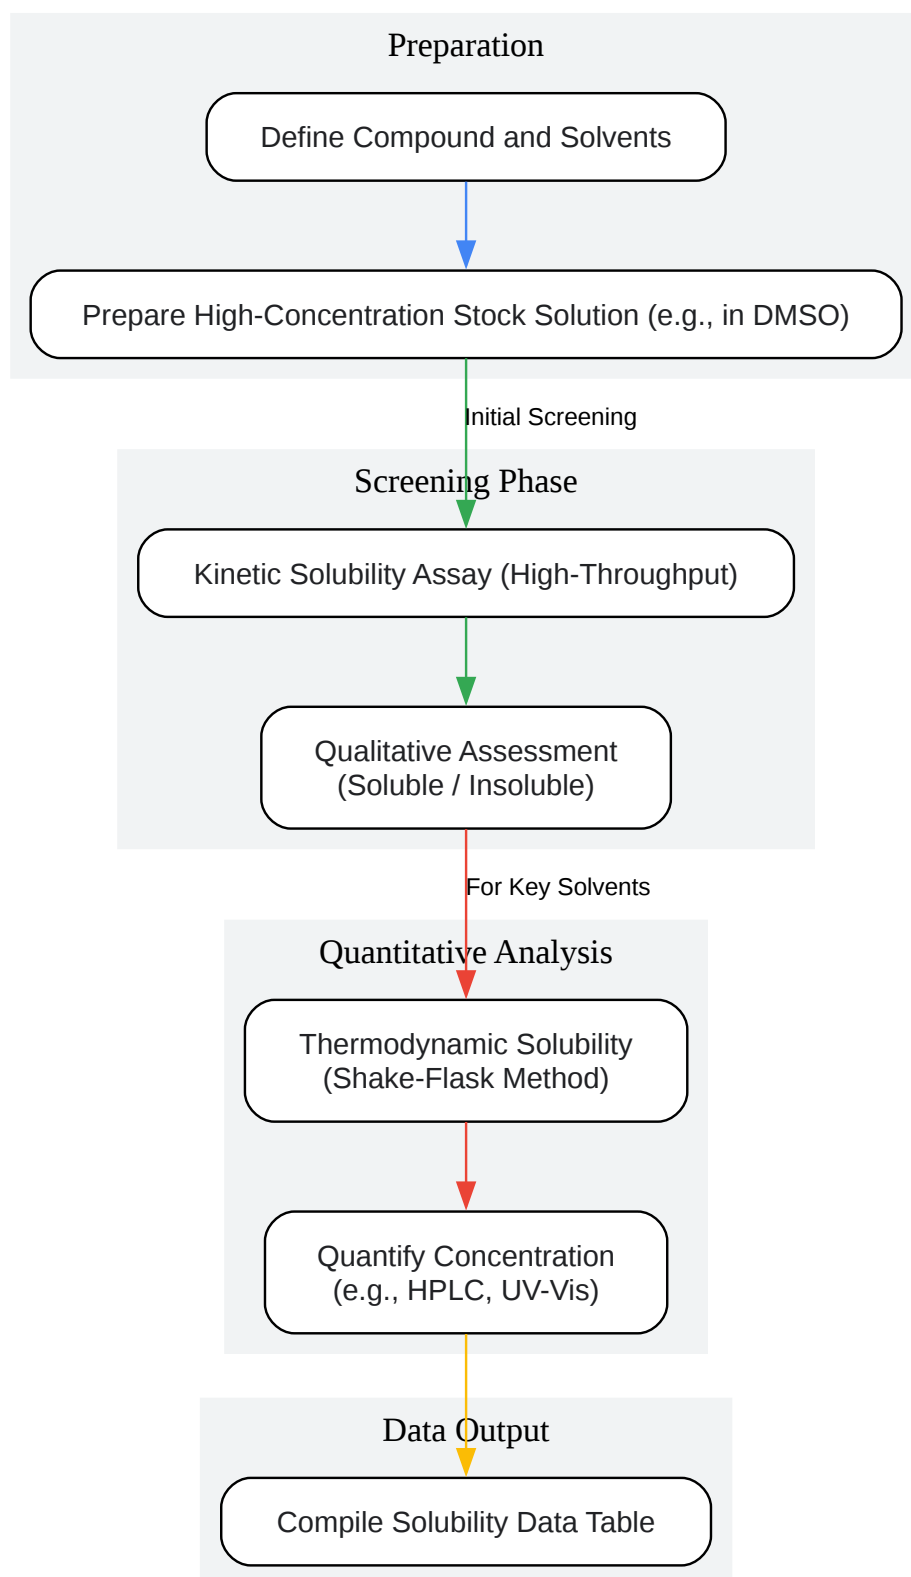 Preparation
Define Compound and Solvents
Prepare High-Concentration Stock Solution (e.g., in DMSO)
Initial Screening
Screening Phase
Kinetic Solubility Assay (High-Throughput)
Qualitative Assessment
(Soluble / Insoluble)
For Key Solvents
Quantitative Analysis
Thermodynamic Solubility
(Shake-Flask Method)
Quantify Concentration
(e.g., HPLC, UV-Vis)
Data Output
Compile Solubility Data Table